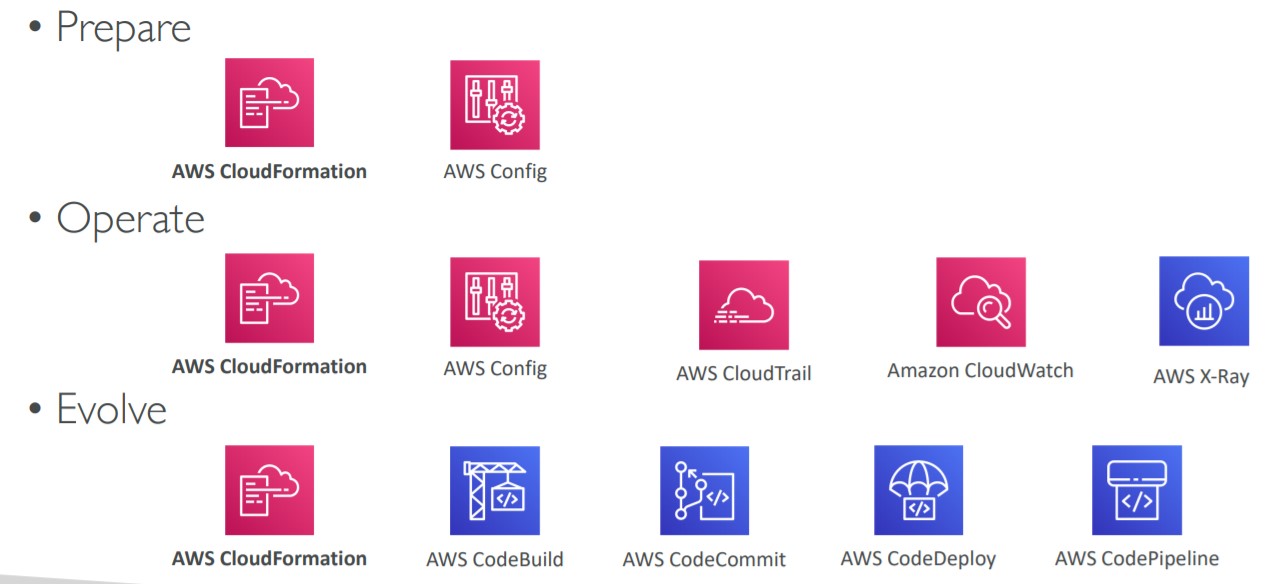 • Prepare
AWS CloudFormation AWS Config
• Operate
AWS CloudFormation AWS Config AWS CloudTrail Amazon CloudWatch AWS X-Ray
• Evolve
AWS CloudFormation AWS CodeBuild AWS CodeCommit AWS CodeDeploy AWS CodePipeline